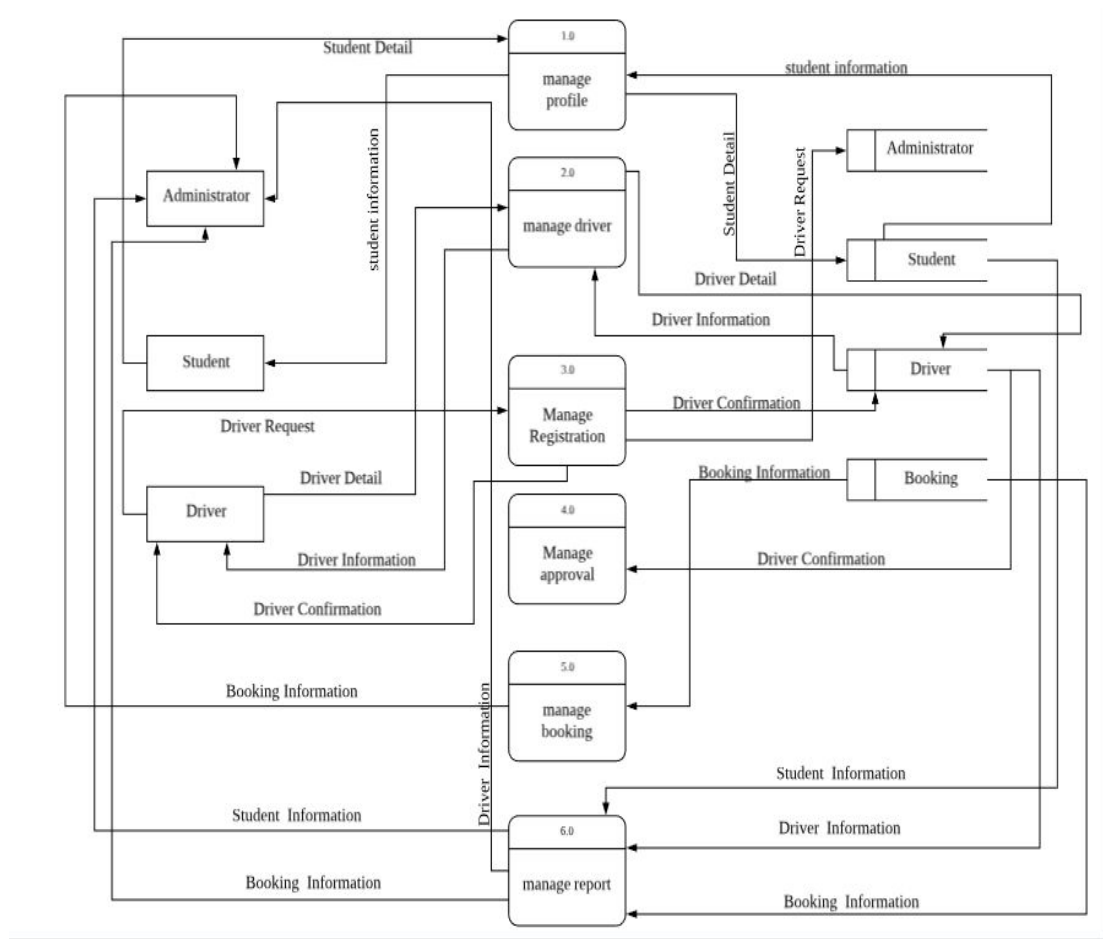 1.0
Student Detail
manage
profile
student information
student information
Student Detail
Driver Request
Administrator
2.0
Administrator
manage driver
Student
Driver Detail
Driver Information
Student
3.0
Driver
Manage
Registration
Driver Confirmation
Driver Request
Booking Information
Booking
Driver Detail
4.0
Driver
Manage
approval
Driver Information
Driver Confirmation
Driver Confirmation
5.0
Booking Information
manage
booking
Driver Information
Student Information
Student Information
6.0
Driver Information
Booking Information
manage report
Booking Information